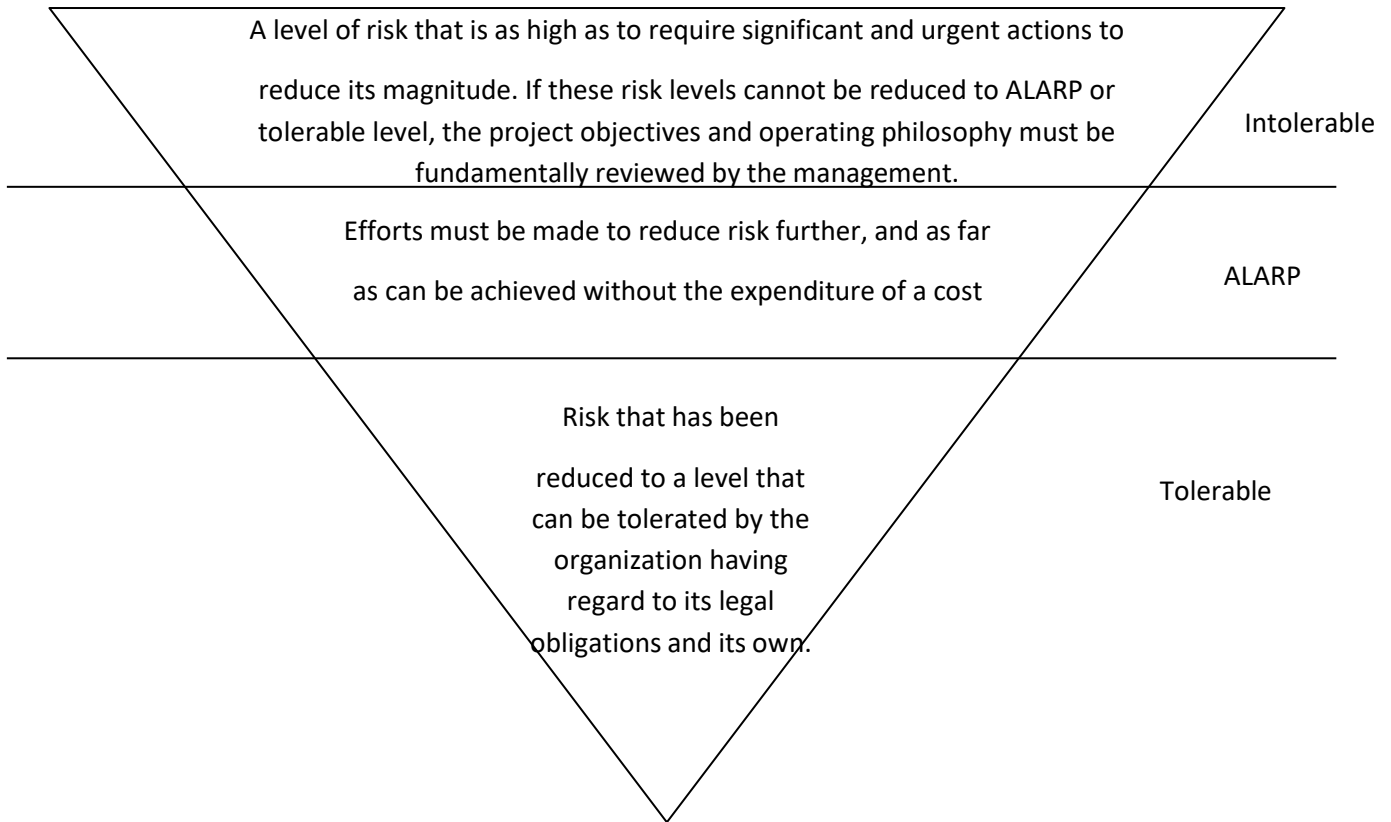 A level of risk that is as high as to require significant and urgent actions to
reduce its magnitude. If these risk levels cannot be reduced to ALARP or
tolerable level, the project objectives and operating philosophy must be
fundamentally reviewed by the management.
Intolerable
Efforts must be made to reduce risk further, and as far
as can be achieved without the expenditure of a cost
ALARP
Risk that has been
reduced to a level that
can be tolerated by the
organization having
regard to its legal
obligations and its own.
Tolerable